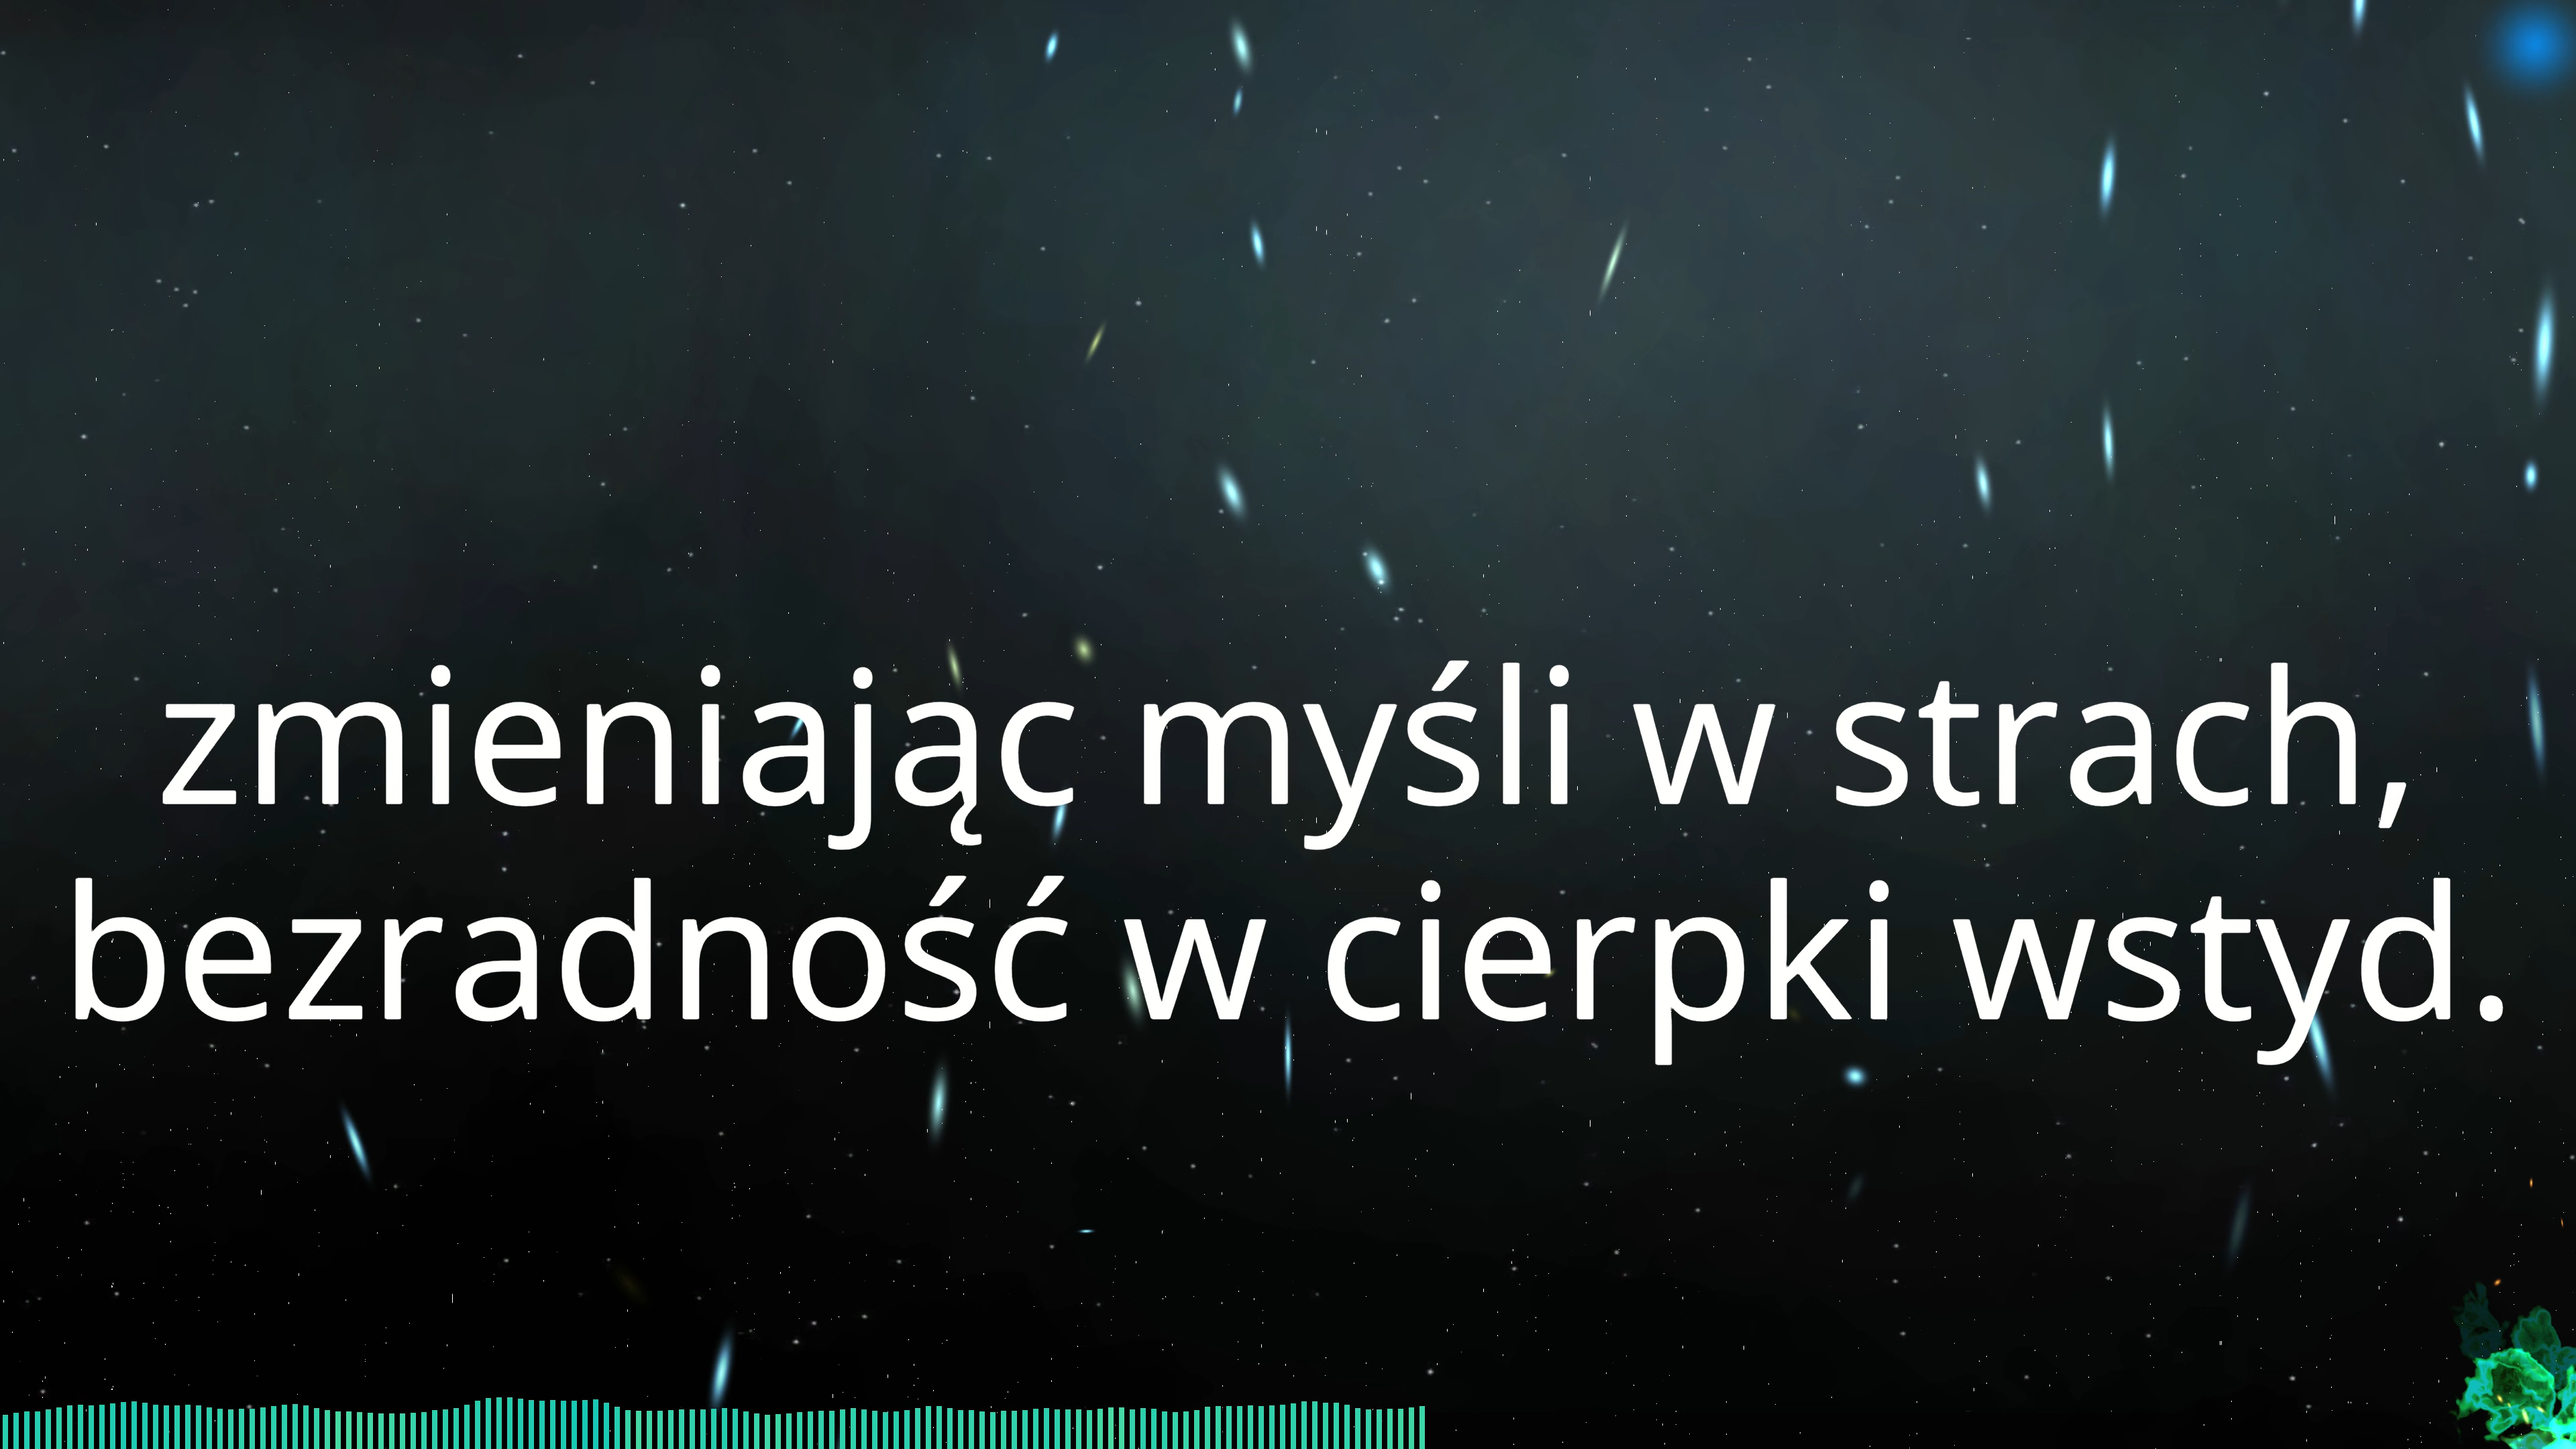 zmieniając myśli w strach,
bezradność w cierpki wstyd.